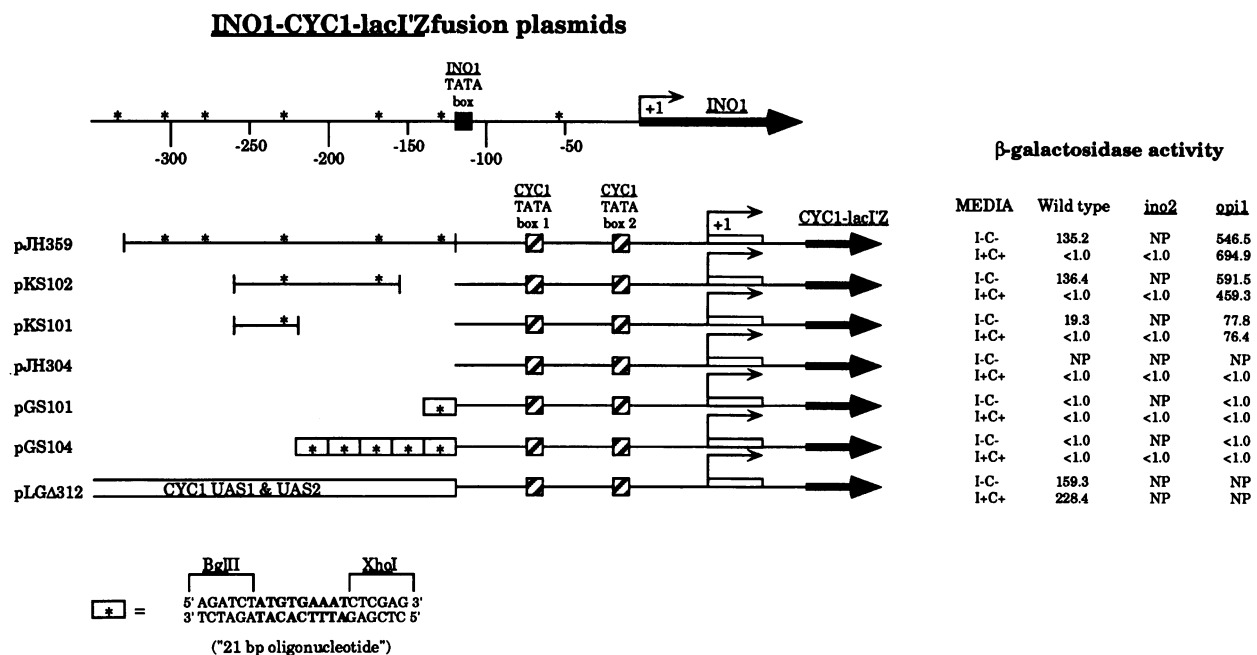 INO1-CYC1-lacI'Z fusion plasmids
INO1
TATA
box
* * * * * * *
+1
INO1
-300 -250 -200 -150 -100 -50
β-galactosidase activity
CYC1
TATA
box 1
CYC1
TATA
box 2
+1
CYC1-lacI'Z
MEDIA Wild type ino2 opi1
pJH359 * * * * * I-C- 135.2 NP 546.5
I+C+ <1.0 <1.0 694.9
pKS102 * * I-C- 136.4 NP 591.5
I+C+ <1.0 <1.0 459.3
pKS101 * I-C- 19.3 NP 77.8
I+C+ <1.0 <1.0 76.4
pJH304 I-C- NP NP NP
I+C+ <1.0 <1.0 <1.0
pGS101 * I-C- <1.0 NP <1.0
I+C+ <1.0 <1.0 <1.0
pGS104 * * * * * I-C- <1.0 NP <1.0
I+C+ <1.0 <1.0 <1.0
pLGΔ312 CYC1 UAS1 & UAS2 I-C- 159.3 NP NP
I+C+ 228.4 NP NP
BglII XhoI
* = 5' AGATCTATGTGAAATCTCGAG 3'
3' TCTAGATACACTTTAGAGCTC 5'
("21 bp oligonucleotide")